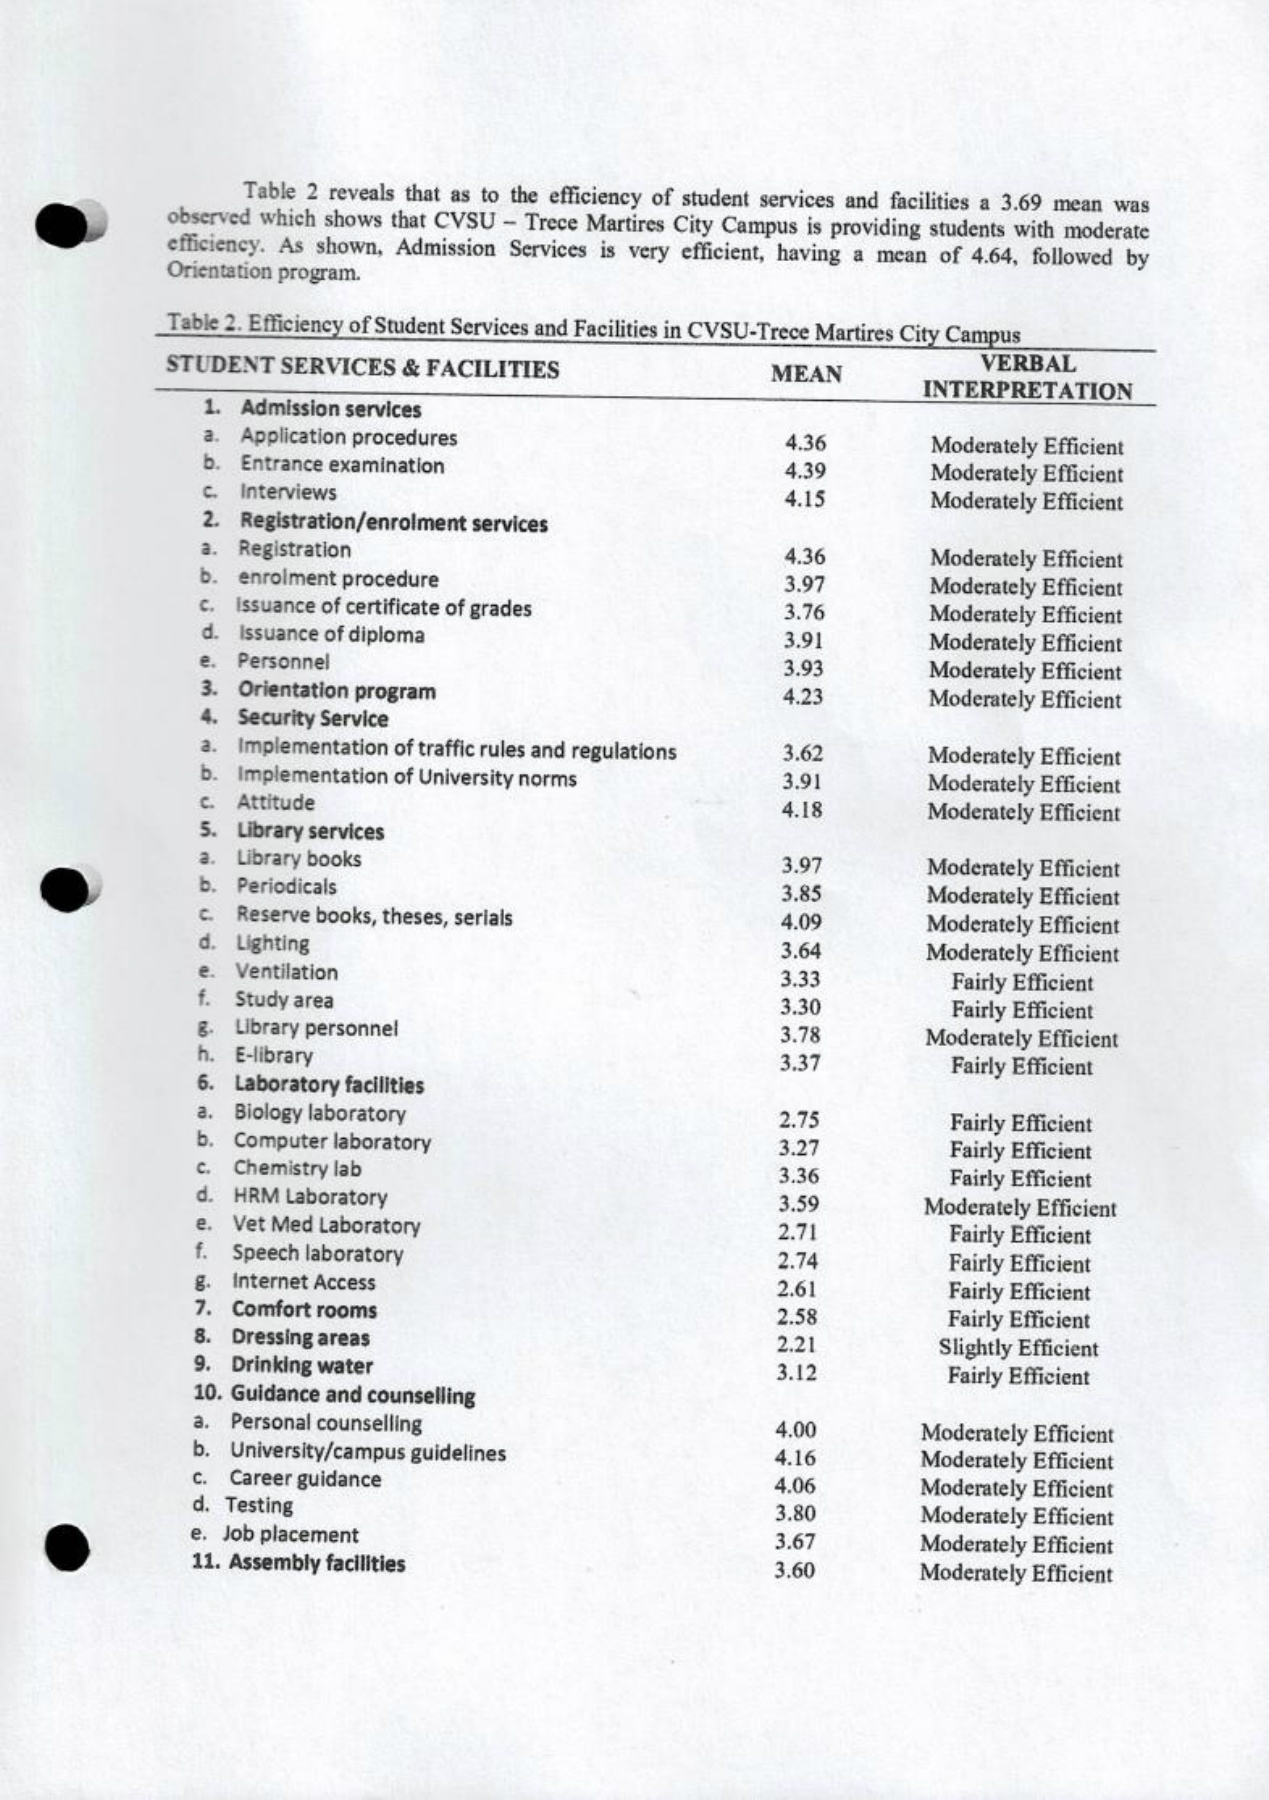 Table 2 reveals that as to the efficiency of student services and facilities a 3.69 mean was
observed which shows that CVSU – Trece Martires City Campus is providing students with moderate
efficiency. As shown, Admission Services is very efficient, having a mean of 4.64, followed by
Orientation program.
Table 2. Efficiency of Student Services and Facilities in CVSU-Trece Martires City Campus
STUDENT SERVICES & FACILITIES MEAN VERBAL
INTERPRETATION
1. Admission services
a. Application procedures 4.36 Moderately Efficient
b. Entrance examination 4.39 Moderately Efficient
c. Interviews 4.15 Moderately Efficient
2. Registration/enrolment services
a. Registration 4.36 Moderately Efficient
b. enrolment procedure 3.97 Moderately Efficient
c. Issuance of certificate of grades 3.76 Moderately Efficient
d. Issuance of diploma 3.91 Moderately Efficient
e. Personnel 3.93 Moderately Efficient
3. Orientation program 4.23 Moderately Efficient
4. Security Service
a. Implementation of traffic rules and regulations 3.62 Moderately Efficient
b. Implementation of University norms 3.91 Moderately Efficient
c. Attitude 4.18 Moderately Efficient
5. Library services
a. Library books 3.97 Moderately Efficient
b. Periodicals 3.85 Moderately Efficient
c. Reserve books, theses, serials 4.09 Moderately Efficient
d. Lighting 3.64 Moderately Efficient
e. Ventilation 3.33 Fairly Efficient
f. Study area 3.30 Fairly Efficient
g. Library personnel 3.78 Moderately Efficient
h. E-library 3.37 Fairly Efficient
6. Laboratory facilities
a. Biology laboratory 2.75 Fairly Efficient
b. Computer laboratory 3.27 Fairly Efficient
c. Chemistry lab 3.36 Fairly Efficient
d. HRM Laboratory 3.59 Moderately Efficient
e. Vet Med Laboratory 2.71 Fairly Efficient
f. Speech laboratory 2.74 Fairly Efficient
g. Internet Access 2.61 Fairly Efficient
7. Comfort rooms 2.58 Fairly Efficient
8. Dressing areas 2.21 Slightly Efficient
9. Drinking water 3.12 Fairly Efficient
10. Guidance and counselling
a. Personal counselling 4.00 Moderately Efficient
b. University/campus guidelines 4.16 Moderately Efficient
c. Career guidance 4.06 Moderately Efficient
d. Testing 3.80 Moderately Efficient
e. Job placement 3.67 Moderately Efficient
11. Assembly facilities 3.60 Moderately Efficient